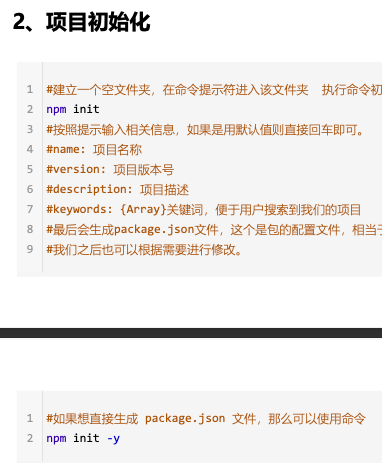 2、项目初始化
1 #建立一个空文件夹，在命令提示符进入该文件夹  执行命令初
2 npm init
3 #按照提示输入相关信息，如果是用默认值则直接回车即可。
4 #name: 项目名称
5 #version: 项目版本号
6 #description: 项目描述
7 #keywords: {Array}关键词，便于用户搜索到我们的项目
8 #最后会生成package.json文件，这个是包的配置文件，相当于
9 #我们之后也可以根据需要进行修改。
1 #如果想直接生成 package.json 文件，那么可以使用命令
2 npm init -y